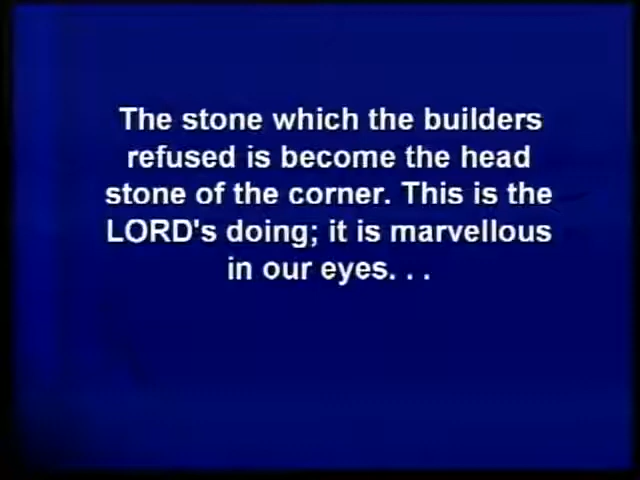 The stone which the builders
refused is become the head
stone of the corner. This is the
LORD's doing; it is marvellous
in our eyes. . .